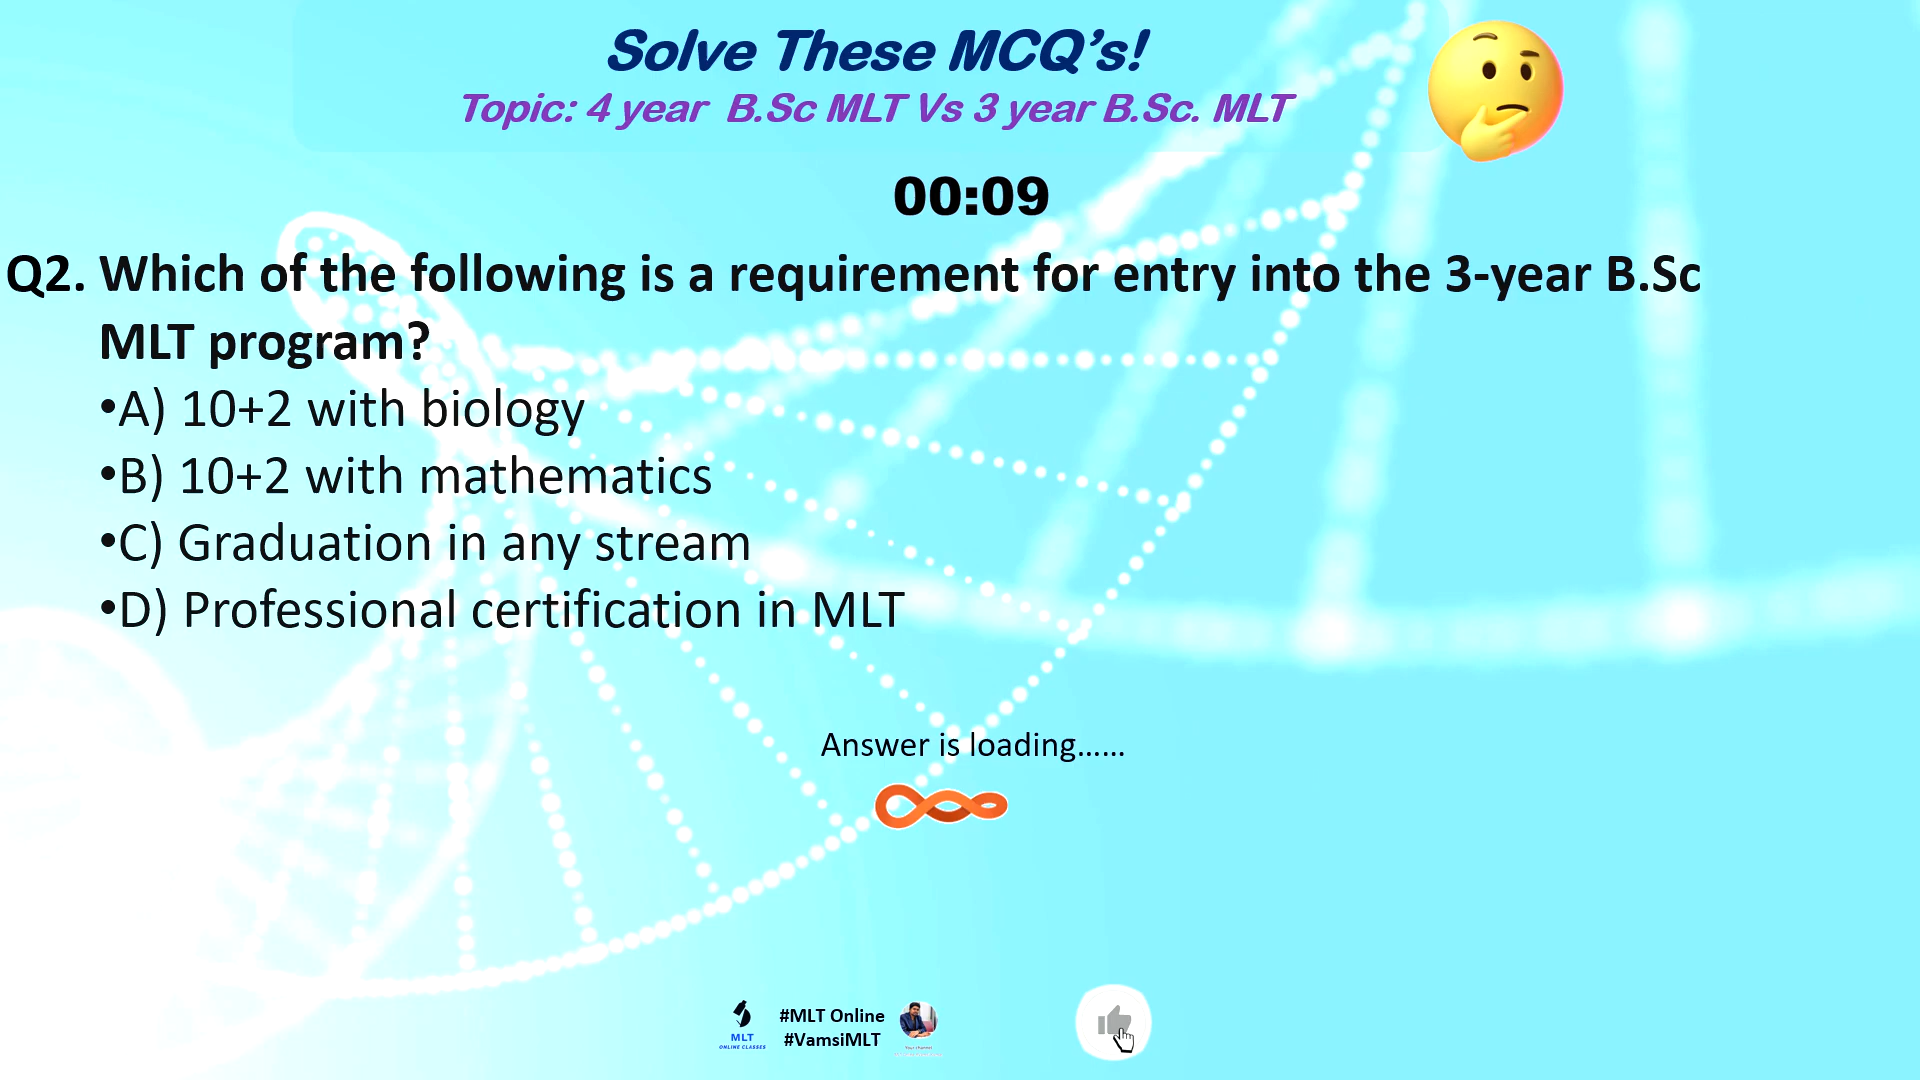 Solve These MCQ’s!
Topic: 4 year B.Sc MLT Vs 3 year B.Sc. MLT
00:09
Q2. Which of the following is a requirement for entry into the 3-year B.Sc
MLT program?
•A) 10+2 with biology
•B) 10+2 with mathematics
•C) Graduation in any stream
•D) Professional certification in MLT
Answer is loading......
MLT
ONLINE CLASSES
#MLT Online
#VamsiMLT